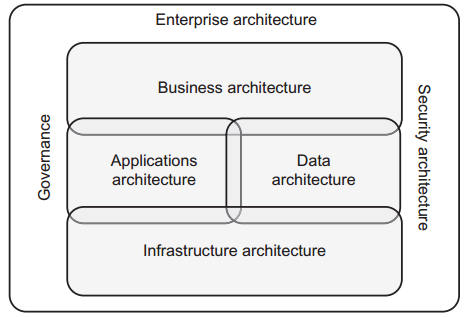 Enterprise architecture
Business architecture
Governance
Applications
architecture
Data
architecture
Security architecture
Infrastructure architecture